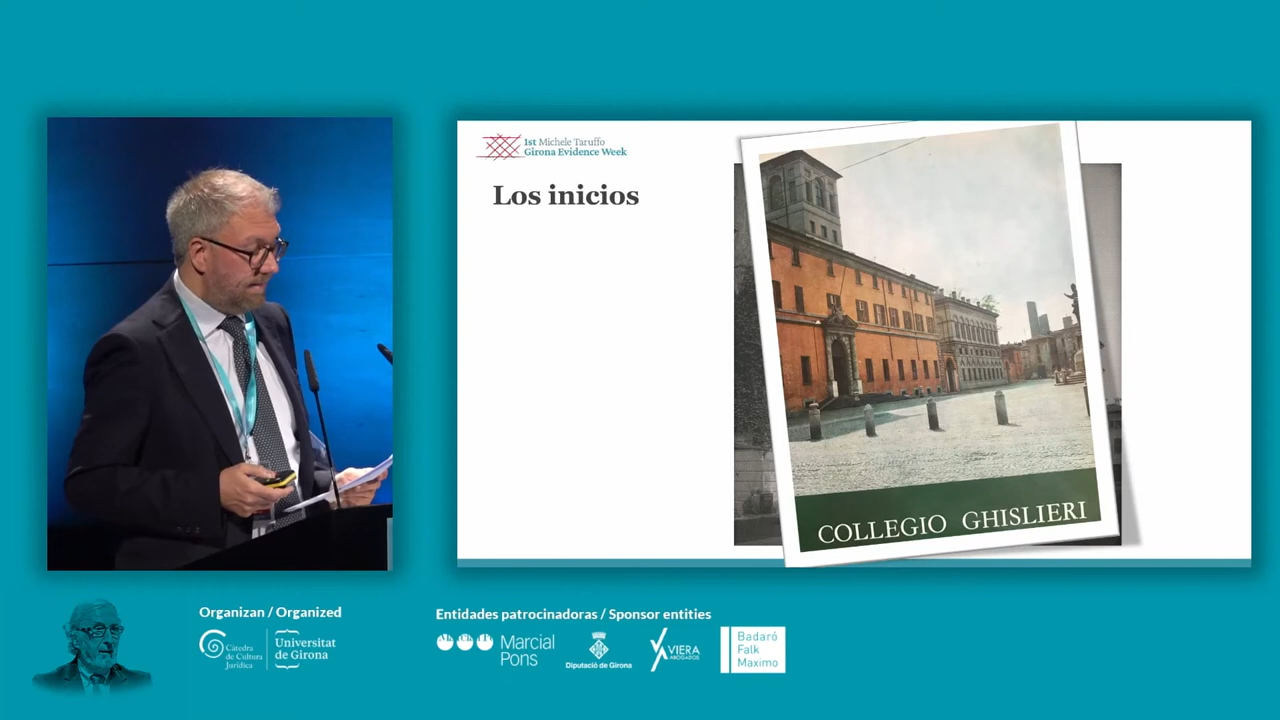 1st Michele Taruffo
Girona Evidence Week
Los inicios
COLLEGIO GHISLIERI
Organizan / Organized
Càtedra
de Cultura
Jurídica
Universitat
de Girona
Entidades patrocinadoras / Sponsor entities
Marcial
Pons
Diputació de Girona
VIERA
ABOGADOS
Badaró
Falk
Maximo